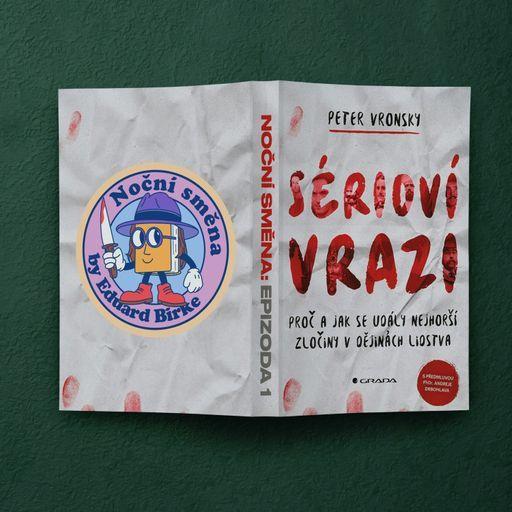 Noční směna
by Eduard Birke
NOČNÍ SMĚNA: EPIZODA 1
PETER VRONSKY
SÉRIOVÍ
VRAZI
PROČ A JAK SE UDÁLY NEJHORŠÍ
ZLOČINY V DĚJINÁCH LIDSTVA
GRADA
S PŘEDMLUVOU
PhDr. ANDREJE
DRBOHLAVA